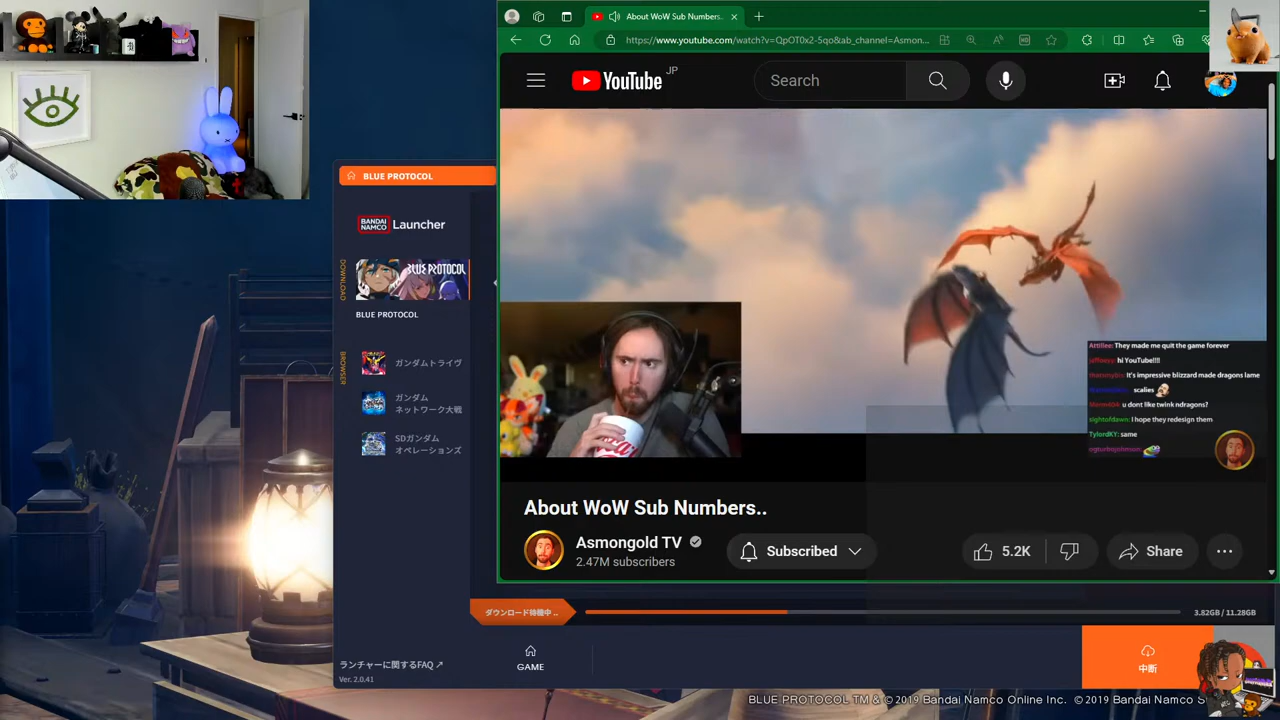 About WoW Sub Numbers..
https://www.youtube.com/watch?v=QpOT0x2-5qo&ab_channel=Asmon...
YouTube JP
Search
BLUE PROTOCOL
BANDAI NAMCO Launcher
DOWNLOAD
BLUE PROTOCOL
BLUE PROTOCOL
BROWSER
ガンダムトライヴ
ガンダム
ネットワーク大戦
SDガンダム
オペレーションズ
Attillee: They made me quit the game forever
hi YouTube!!!!
It's impressive blizzard made dragons lame
scalies
u dont like twink ndragons?
sightofdawn: I hope they redesign them
TylordKY: same
About WoW Sub Numbers..
Asmongold TV
2.47M subscribers
Subscribed
5.2K
Share
ダウンロード待機中 ..
3.82GB / 11.28GB
GAME
中断
ランチャーに関するFAQ
Ver. 2.0.41
BLUE PROTOCOL TM & ©2019 Bandai Namco Online Inc. ©2019 Bandai Namco S